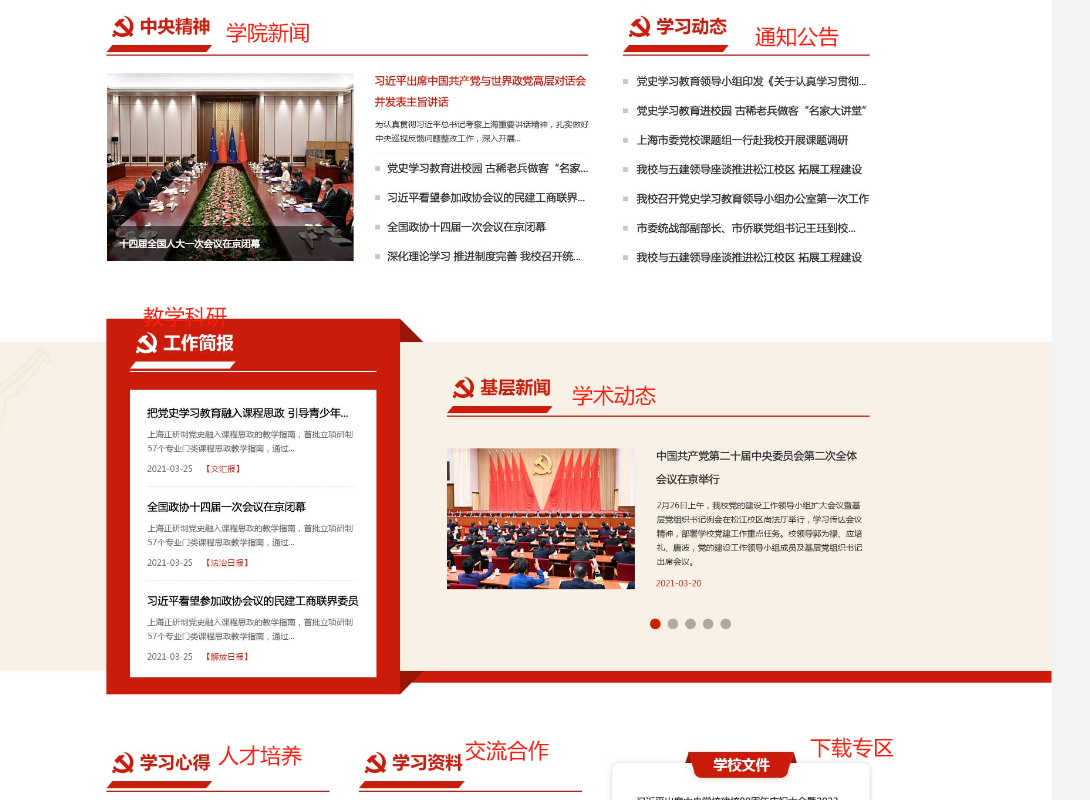 中央精神
学院新闻
习近平出席中国共产党与世界政党高层对话会
并发表主旨讲话
为认真贯彻习近平总书记考察上海重要讲话精神，扎实做好
中央巡视反馈问题整改工作，深入开展...
党史学习教育进校园 古稀老兵做客“名家...
习近平看望参加政协会议的民建工商联界...
全国政协十四届一次会议在京闭幕
深化理论学习 推进制度完善 我校召开统...
十四届全国人大一次会议在京闭幕
学习动态
通知公告
党史学习教育领导小组印发《关于认真学习贯彻...
党史学习教育进校园 古稀老兵做客“名家大讲堂”
上海市委党校课题组一行赴我校开展课题调研
我校与五建领导座谈推进松江校区 拓展工程建设
我校召开党史学习教育领导小组办公室第一次工作
市委统战部副部长、市侨联党组书记王珏到校...
我校与五建领导座谈推进松江校区 拓展工程建设
教学科研
工作简报
把党史学习教育融入课程思政 引导青少年...
上海正研制党史融入课程思政的教学指南，首批立项研制
57个专业门类课程思政教学指南，通过...
2021-03-25 【文汇报】
全国政协十四届一次会议在京闭幕
上海正研制党史融入课程思政的教学指南，首批立项研制
57个专业门类课程思政教学指南，通过...
2021-03-25 【法治日报】
习近平看望参加政协会议的民建工商联界委员
上海正研制党史融入课程思政的教学指南，首批立项研制
57个专业门类课程思政教学指南，通过...
2021-03-25 【解放日报】
基层新闻
学术动态
中国共产党第二十届中央委员会第二次全体
会议在京举行
2月26日上午，我校党的建设工作领导小组扩大会议暨基
层党组织书记例会在松江校区尚法厅举行，学习传达会议
精神，部署学校党建工作重点任务。校领导郭为禄、应培
礼、唐波，党的建设工作领导小组成员及基层党组织书记
出席会议。
2021-03-20
学习心得
人才培养
学习资料
交流合作
学校文件
下载专区